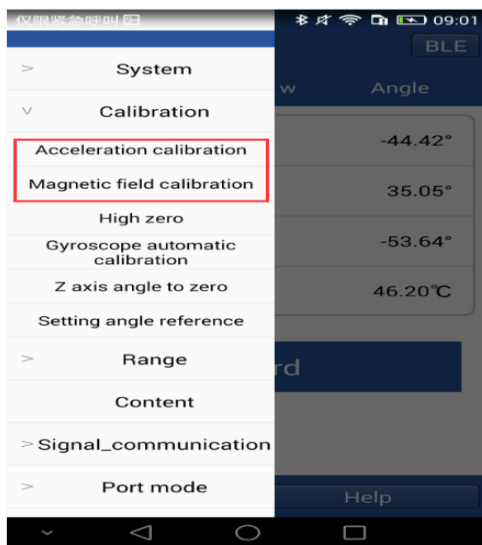 仅限紧急呼叫 09:01
BLE
> System
w Angle
˅ Calibration
Acceleration calibration -44.42°
Magnetic field calibration 35.05°
High zero
Gyroscope automatic -53.64°
calibration
Z axis angle to zero 46.20℃
Setting angle reference
> Range
rd
Content
> Signal_communication
> Port mode
Help